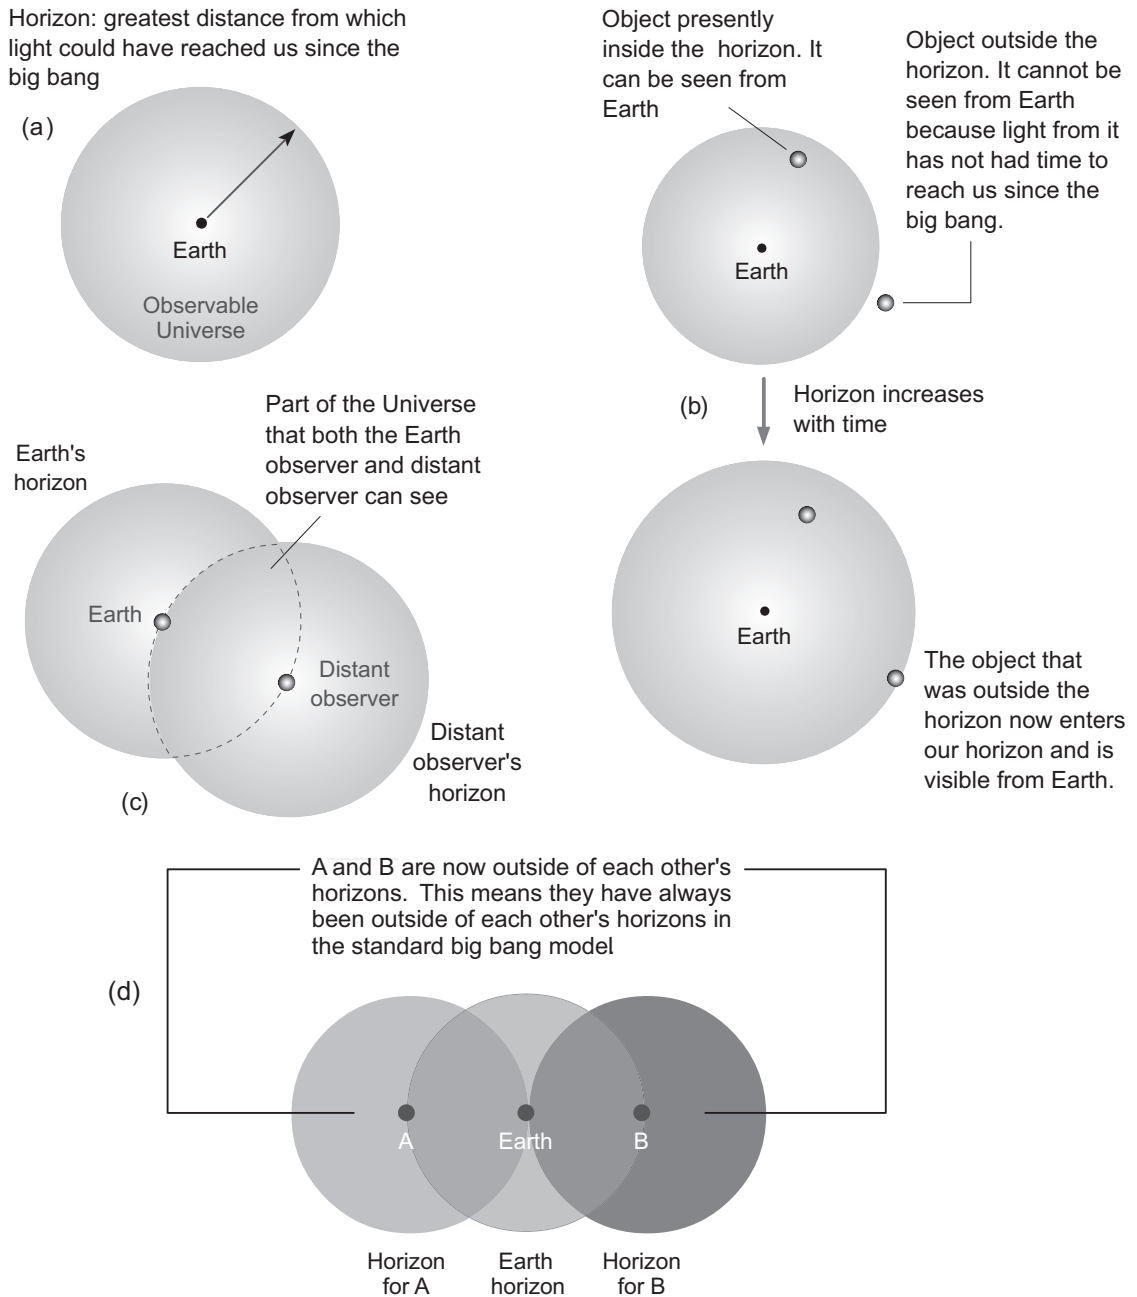 Horizon: greatest distance from which
light could have reached us since the
big bang
(a)
Earth
Observable
Universe
Object presently
inside the horizon. It
can be seen from
Earth
Object outside the
horizon. It cannot be
seen from Earth
because light from it
has not had time to
reach us since the
big bang.
Earth
(b)
Horizon increases
with time
Earth
The object that
was outside the
horizon now enters
our horizon and is
visible from Earth.
Part of the Universe
that both the Earth
observer and distant
observer can see
Earth's
horizon
Earth
Distant
observer
Distant
observer's
horizon
(c)
A and B are now outside of each other's
horizons. This means they have always
been outside of each other's horizons in
the standard big bang model.
(d)
A
Earth
B
Horizon
for A
Earth
horizon
Horizon
for B